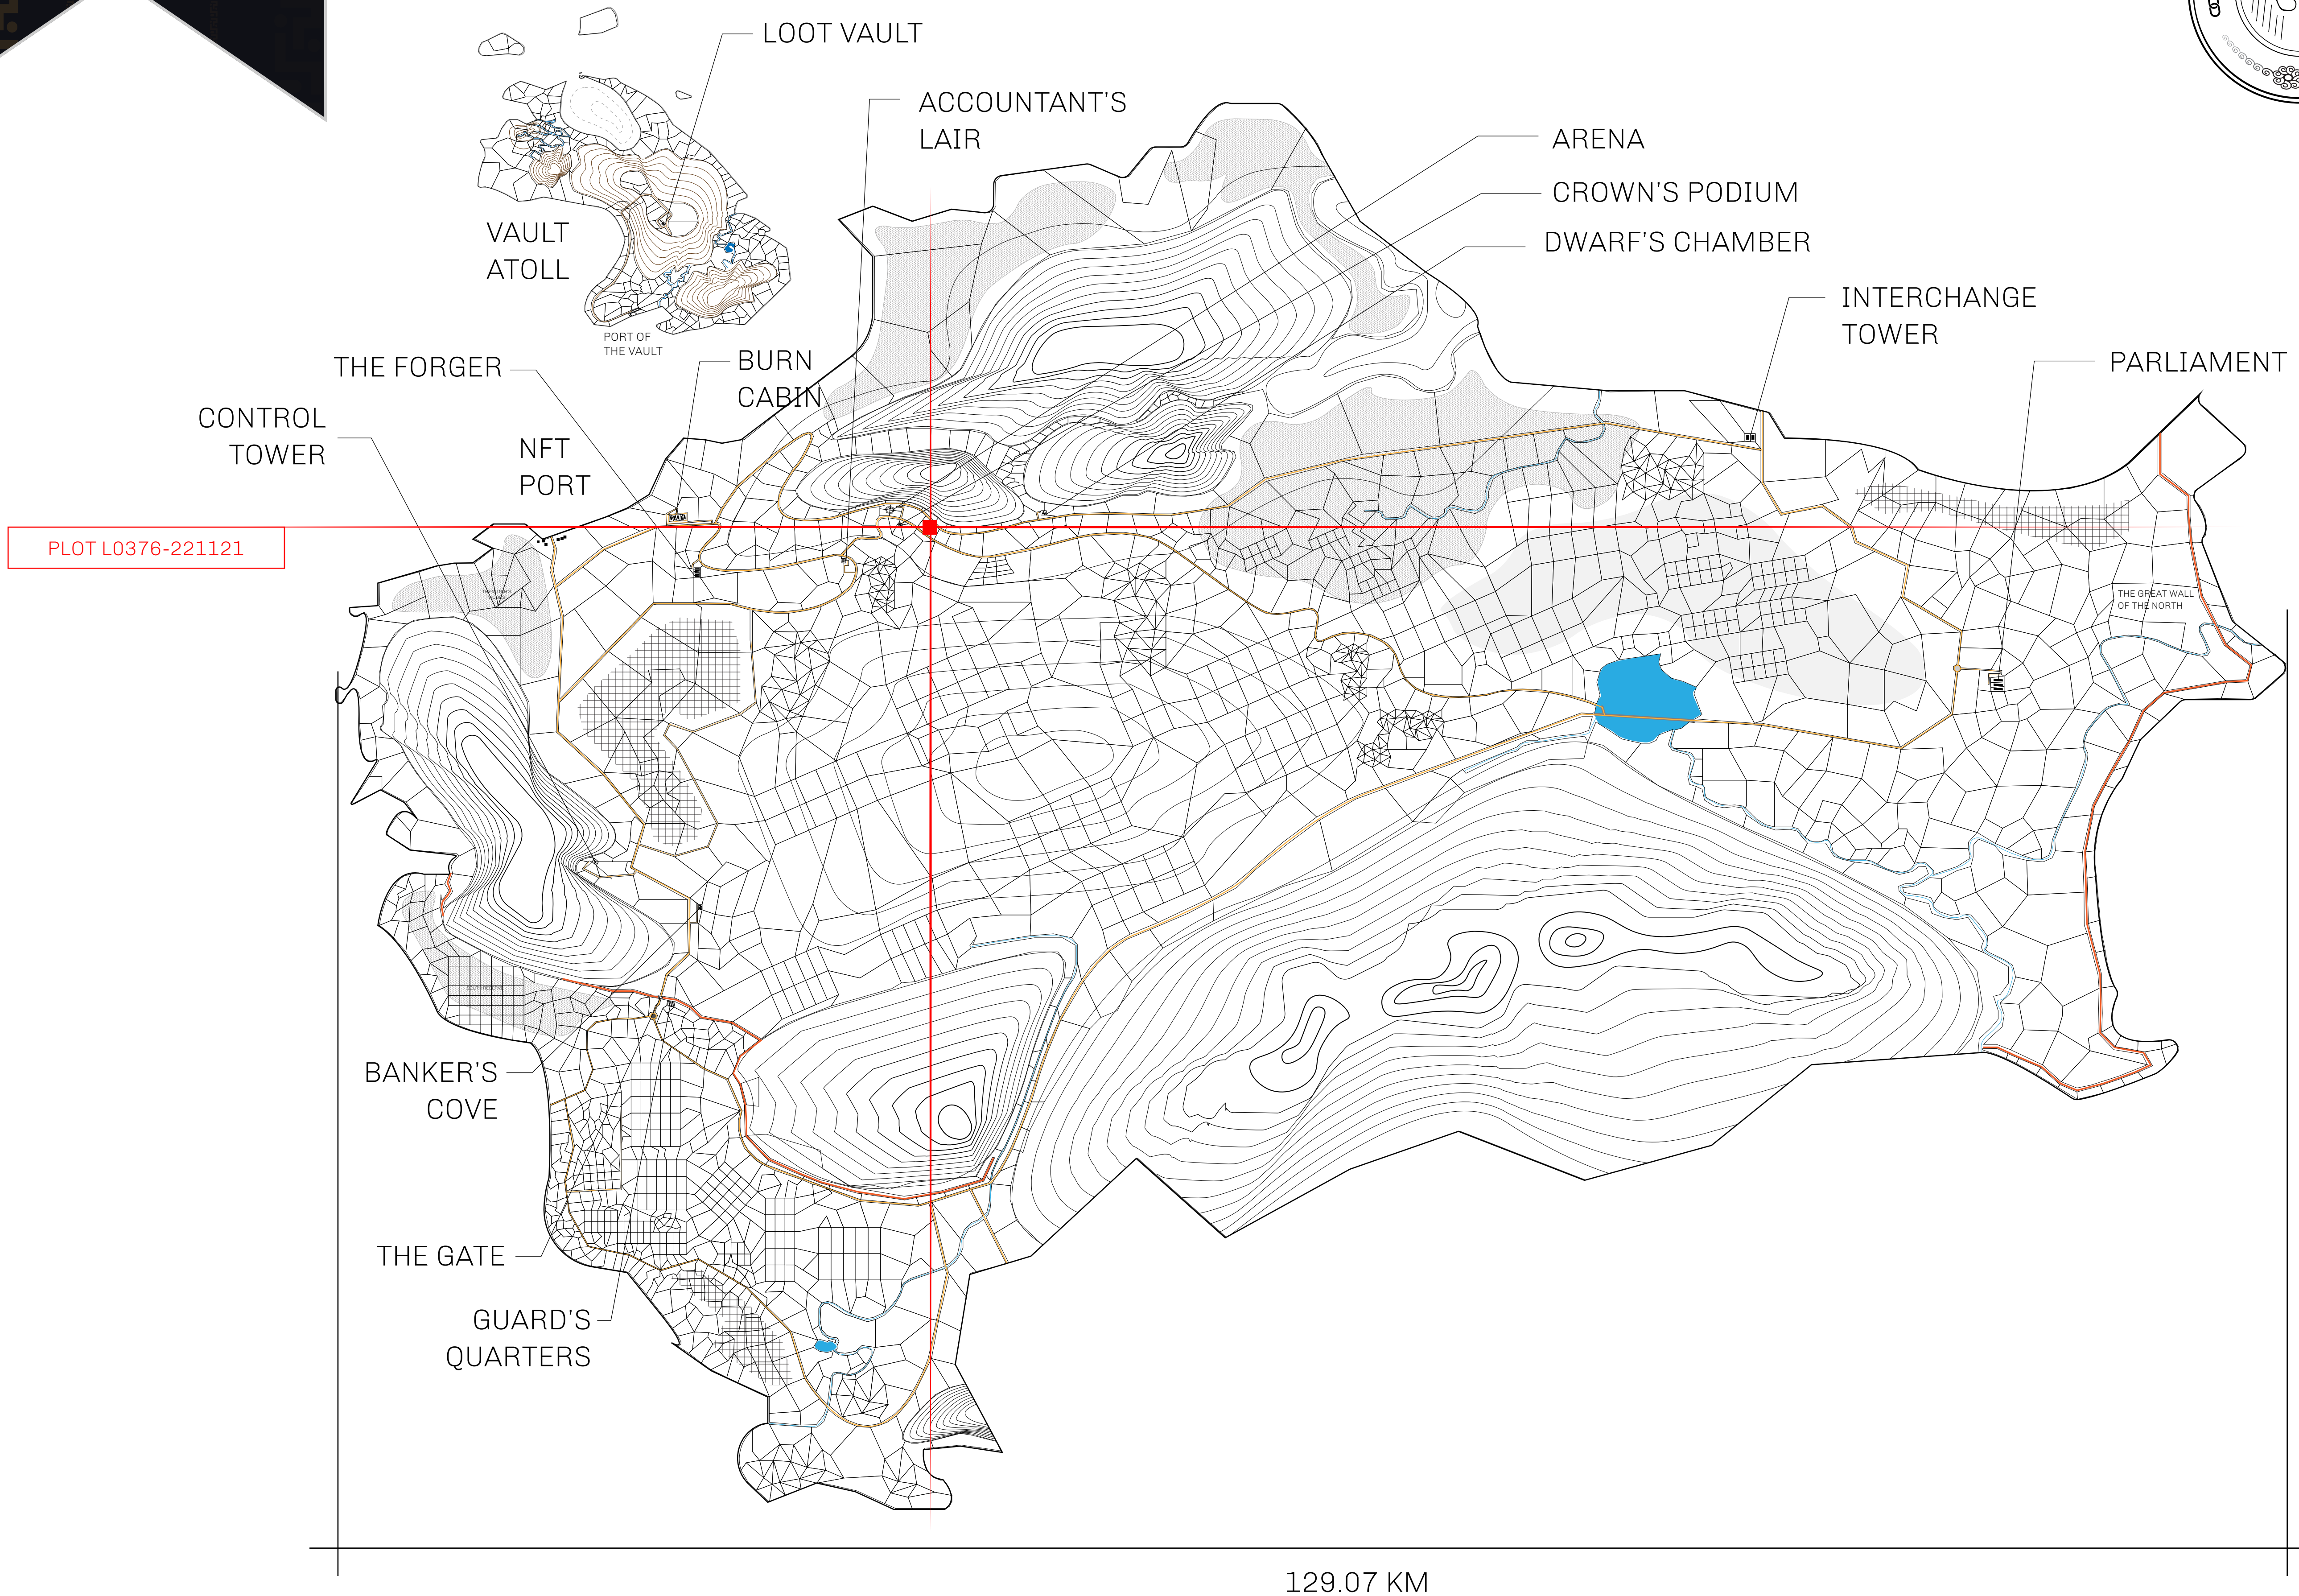 LOOT VAULT
ACCOUNTANT'S
LAIR
ARENA
CROWN'S PODIUM
DWARF'S CHAMBER
VAULT
ATOLL
INTERCHANGE
TOWER
PORT OF
THE VAULT
PARLIAMENT
THE FORGER
BURN
CABIN
CONTROL
TOWER
NFT
PORT
PLOT L0376-221121
THE GREAT WALL
OF THE NORTH
SOUTH RESERVE
BANKER'S
COVE
THE GATE
GUARD'S
QUARTERS
129.07 KM